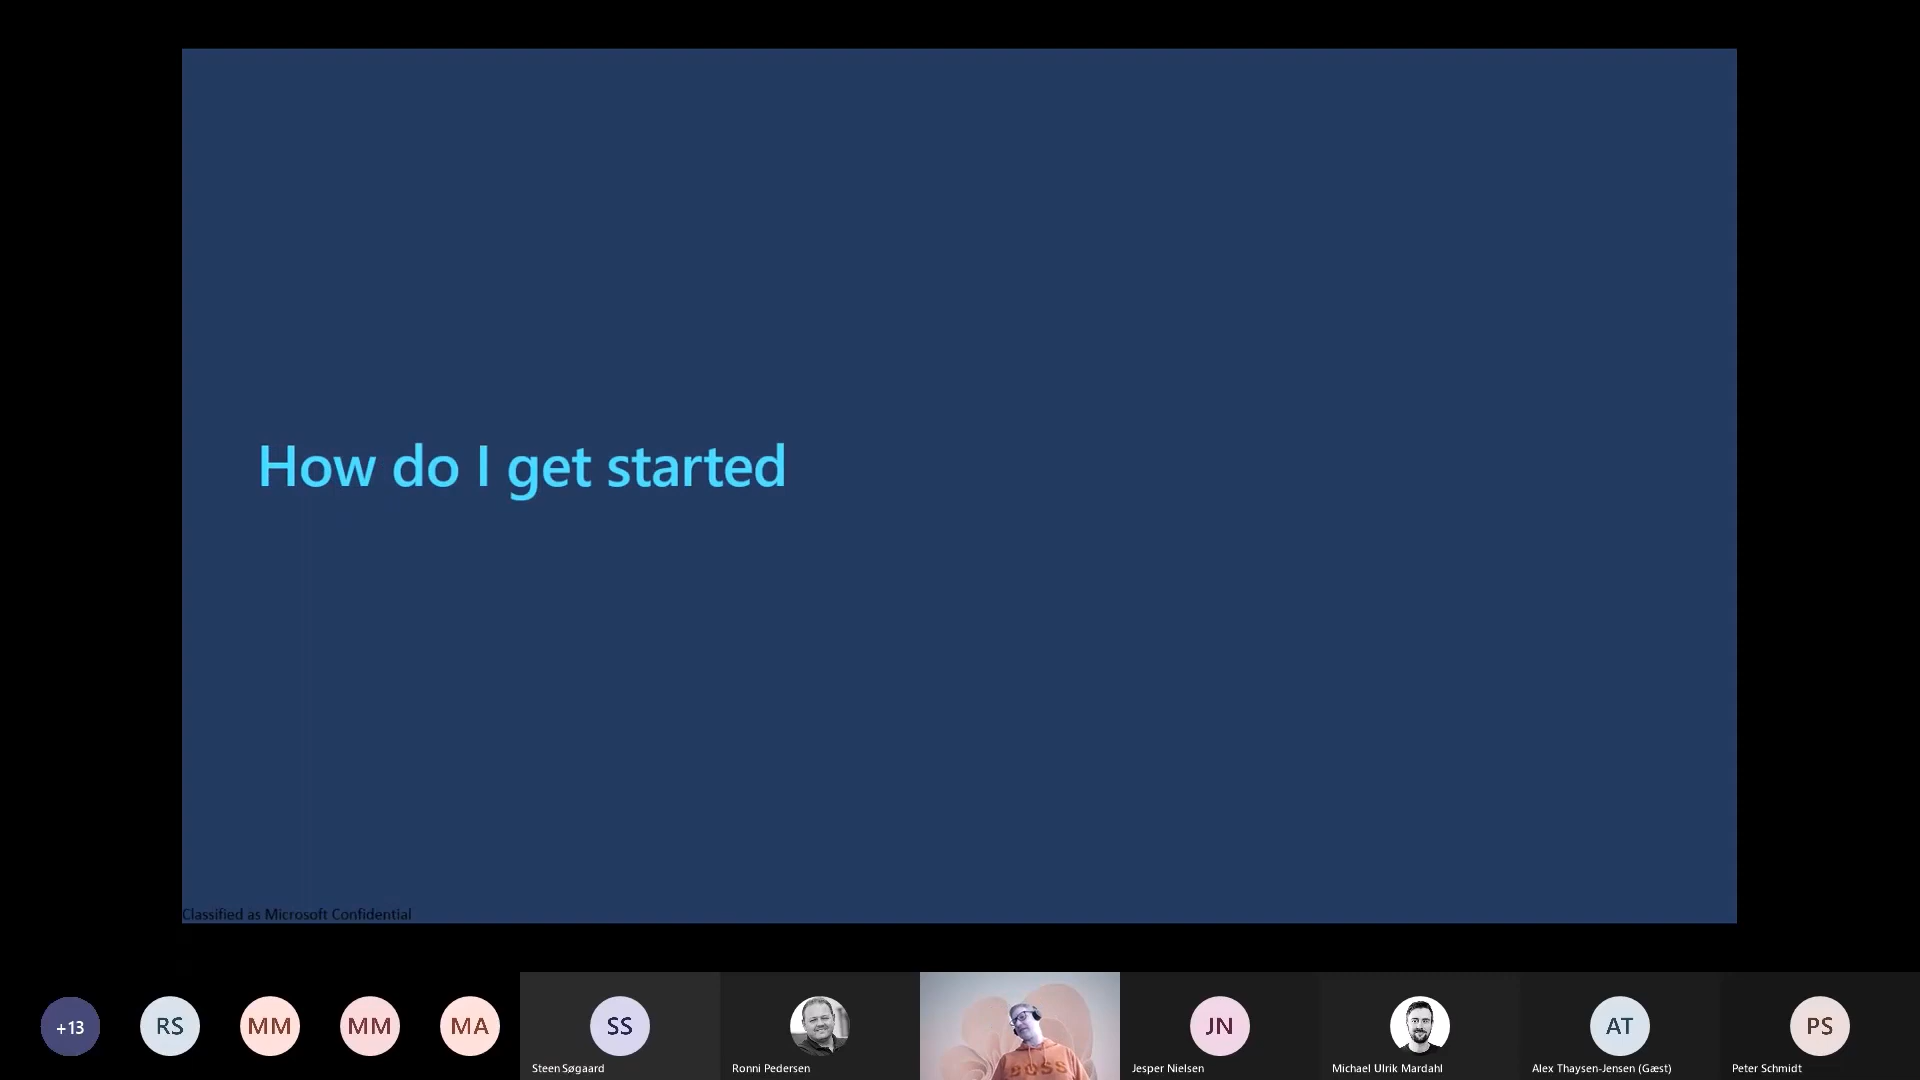 How do I get started
Classified as Microsoft Confidential
+13
RS
MM
MM
MA
SS
Steen Søgaard
Ronni Pedersen
BOSS
JN
Jesper Nielsen
Michael Ulrik Mardahl
AT
Alex Thaysen-Jensen (Gæst)
PS
Peter Schmidt